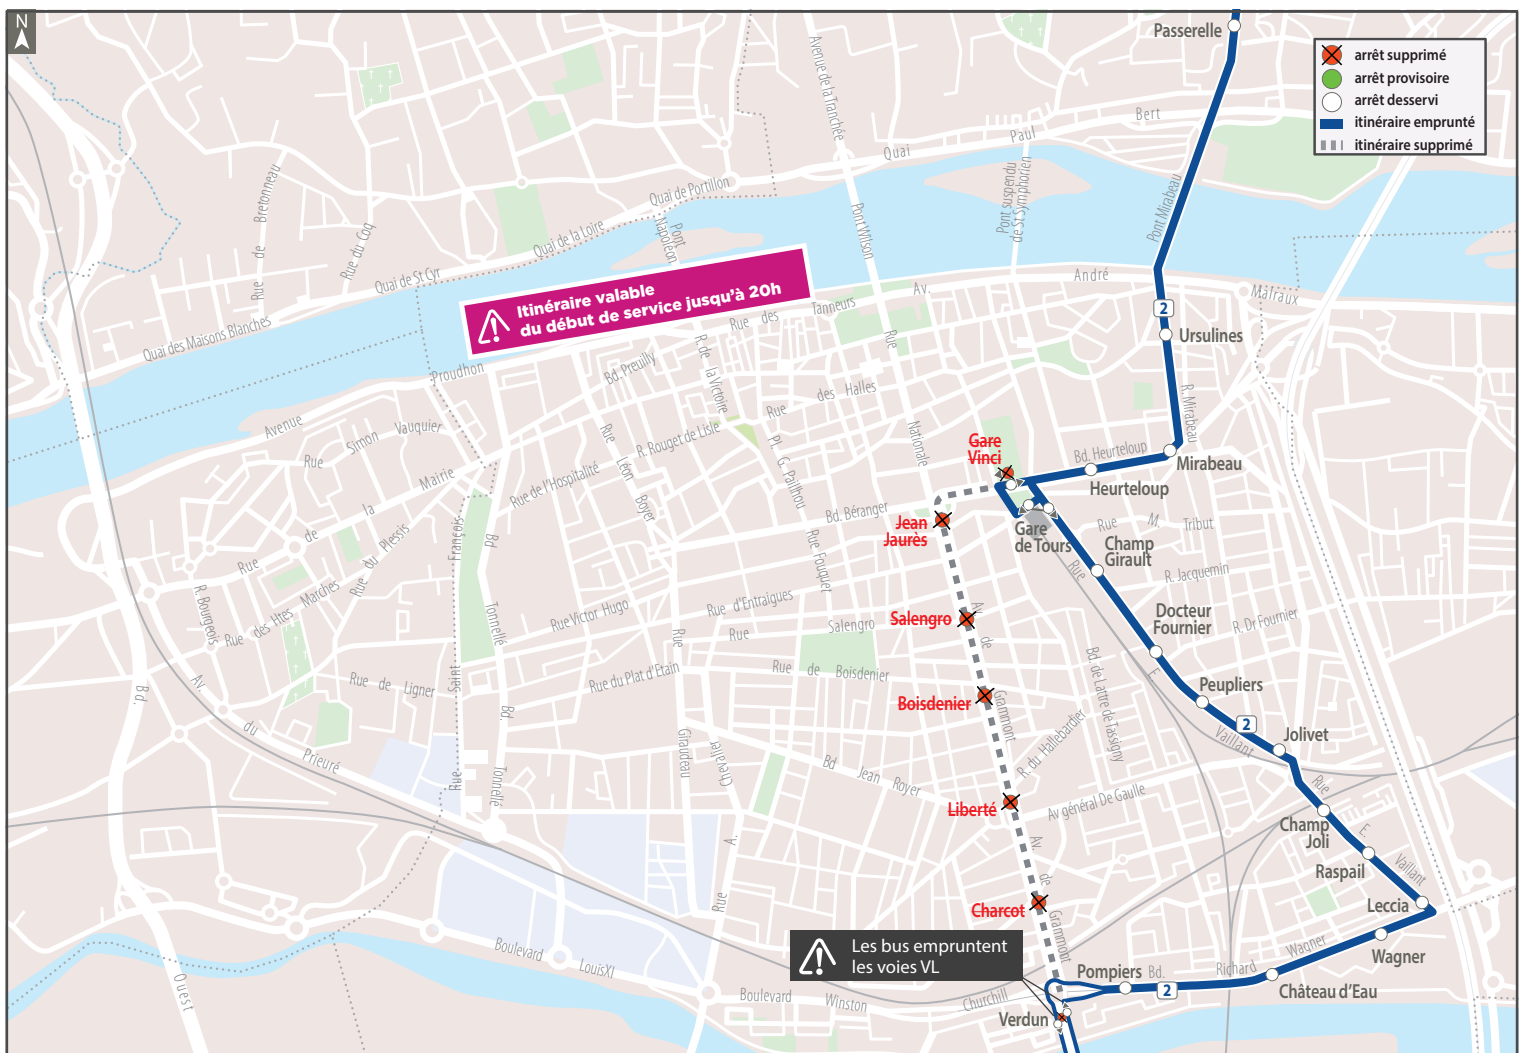 N
Passerelle
arrêt supprimé
arrêt provisoire
arrêt desservi
itinéraire emprunté
itinéraire supprimé
Avenue de la Tranchée
Bert
Paul
Quai
Quai de Portillon
Rue de Bretonneau
Rue du Coq
Quai de la Loire
Pont Napoléon
Pont Wilson
Pont suspendu
de St Symphorien
Pont Mirabeau
Quai de St Cyr
Quai des Maisons Blanches
Itinéraire valable
du début de service jusqu'à 20h
André
Malraux
Av.
Rue des Tanneurs
2
Ursulines
Proudhon
Avenue
Bd. Preuilly
R. de la Victoire
Rue
Nationale
Rue des Halles
R. Mirabeau
Rue Simon Vauquier
Rue de la Mairie
R. Rouget de Lisle
Rue de l'Hospitalité
Rue Léon Boyer
Pl. G. Pailhou
Gare
Vinci
Bd. Heurteloup
Mirabeau
Heurteloup
Bd. Béranger
Jean
Jaurès
Gare
de Tours
Rue M. Tribut
Champ
Girault
Rue
R. Jacquemin
Rue du Plessis
Rue des Htes Marches
R. Bourgeois
François
Saint
Rue
Bd.
Tonnellé
Rue Fouquet
Rue Victor Hugo
Rue d'Entraigues
Rue Salengro
Salengro
Av.
de
Grammont
Docteur
Fournier
R. Dr Fournier
Rue de Boisdenier
Rue du Plat d'Etain
Rue de Ligner
Boisdenier
Bd. de Lattre de Tassigny
E.
Vaillant
Peupliers
2
Jolivet
Bd.
Av.
du
Prieuré
Bd.
Tonnellé
Rue
Giraudeau
Chevallier
A.
Rue
Bd Jean Royer
R. du Hallebardier
Av général De Gaulle
Liberté
Rue
E.
Vaillant
Champ
Joli
Raspail
Av.
de
Grammont
Charcot
Leccia
Wagner
Wagner
Les bus empruntent
les voies VL
Pompiers
Bd.
2
Richard
Château d'Eau
Boulevard
Louis XI
Boulevard Winston Churchill
Verdun
Ouest